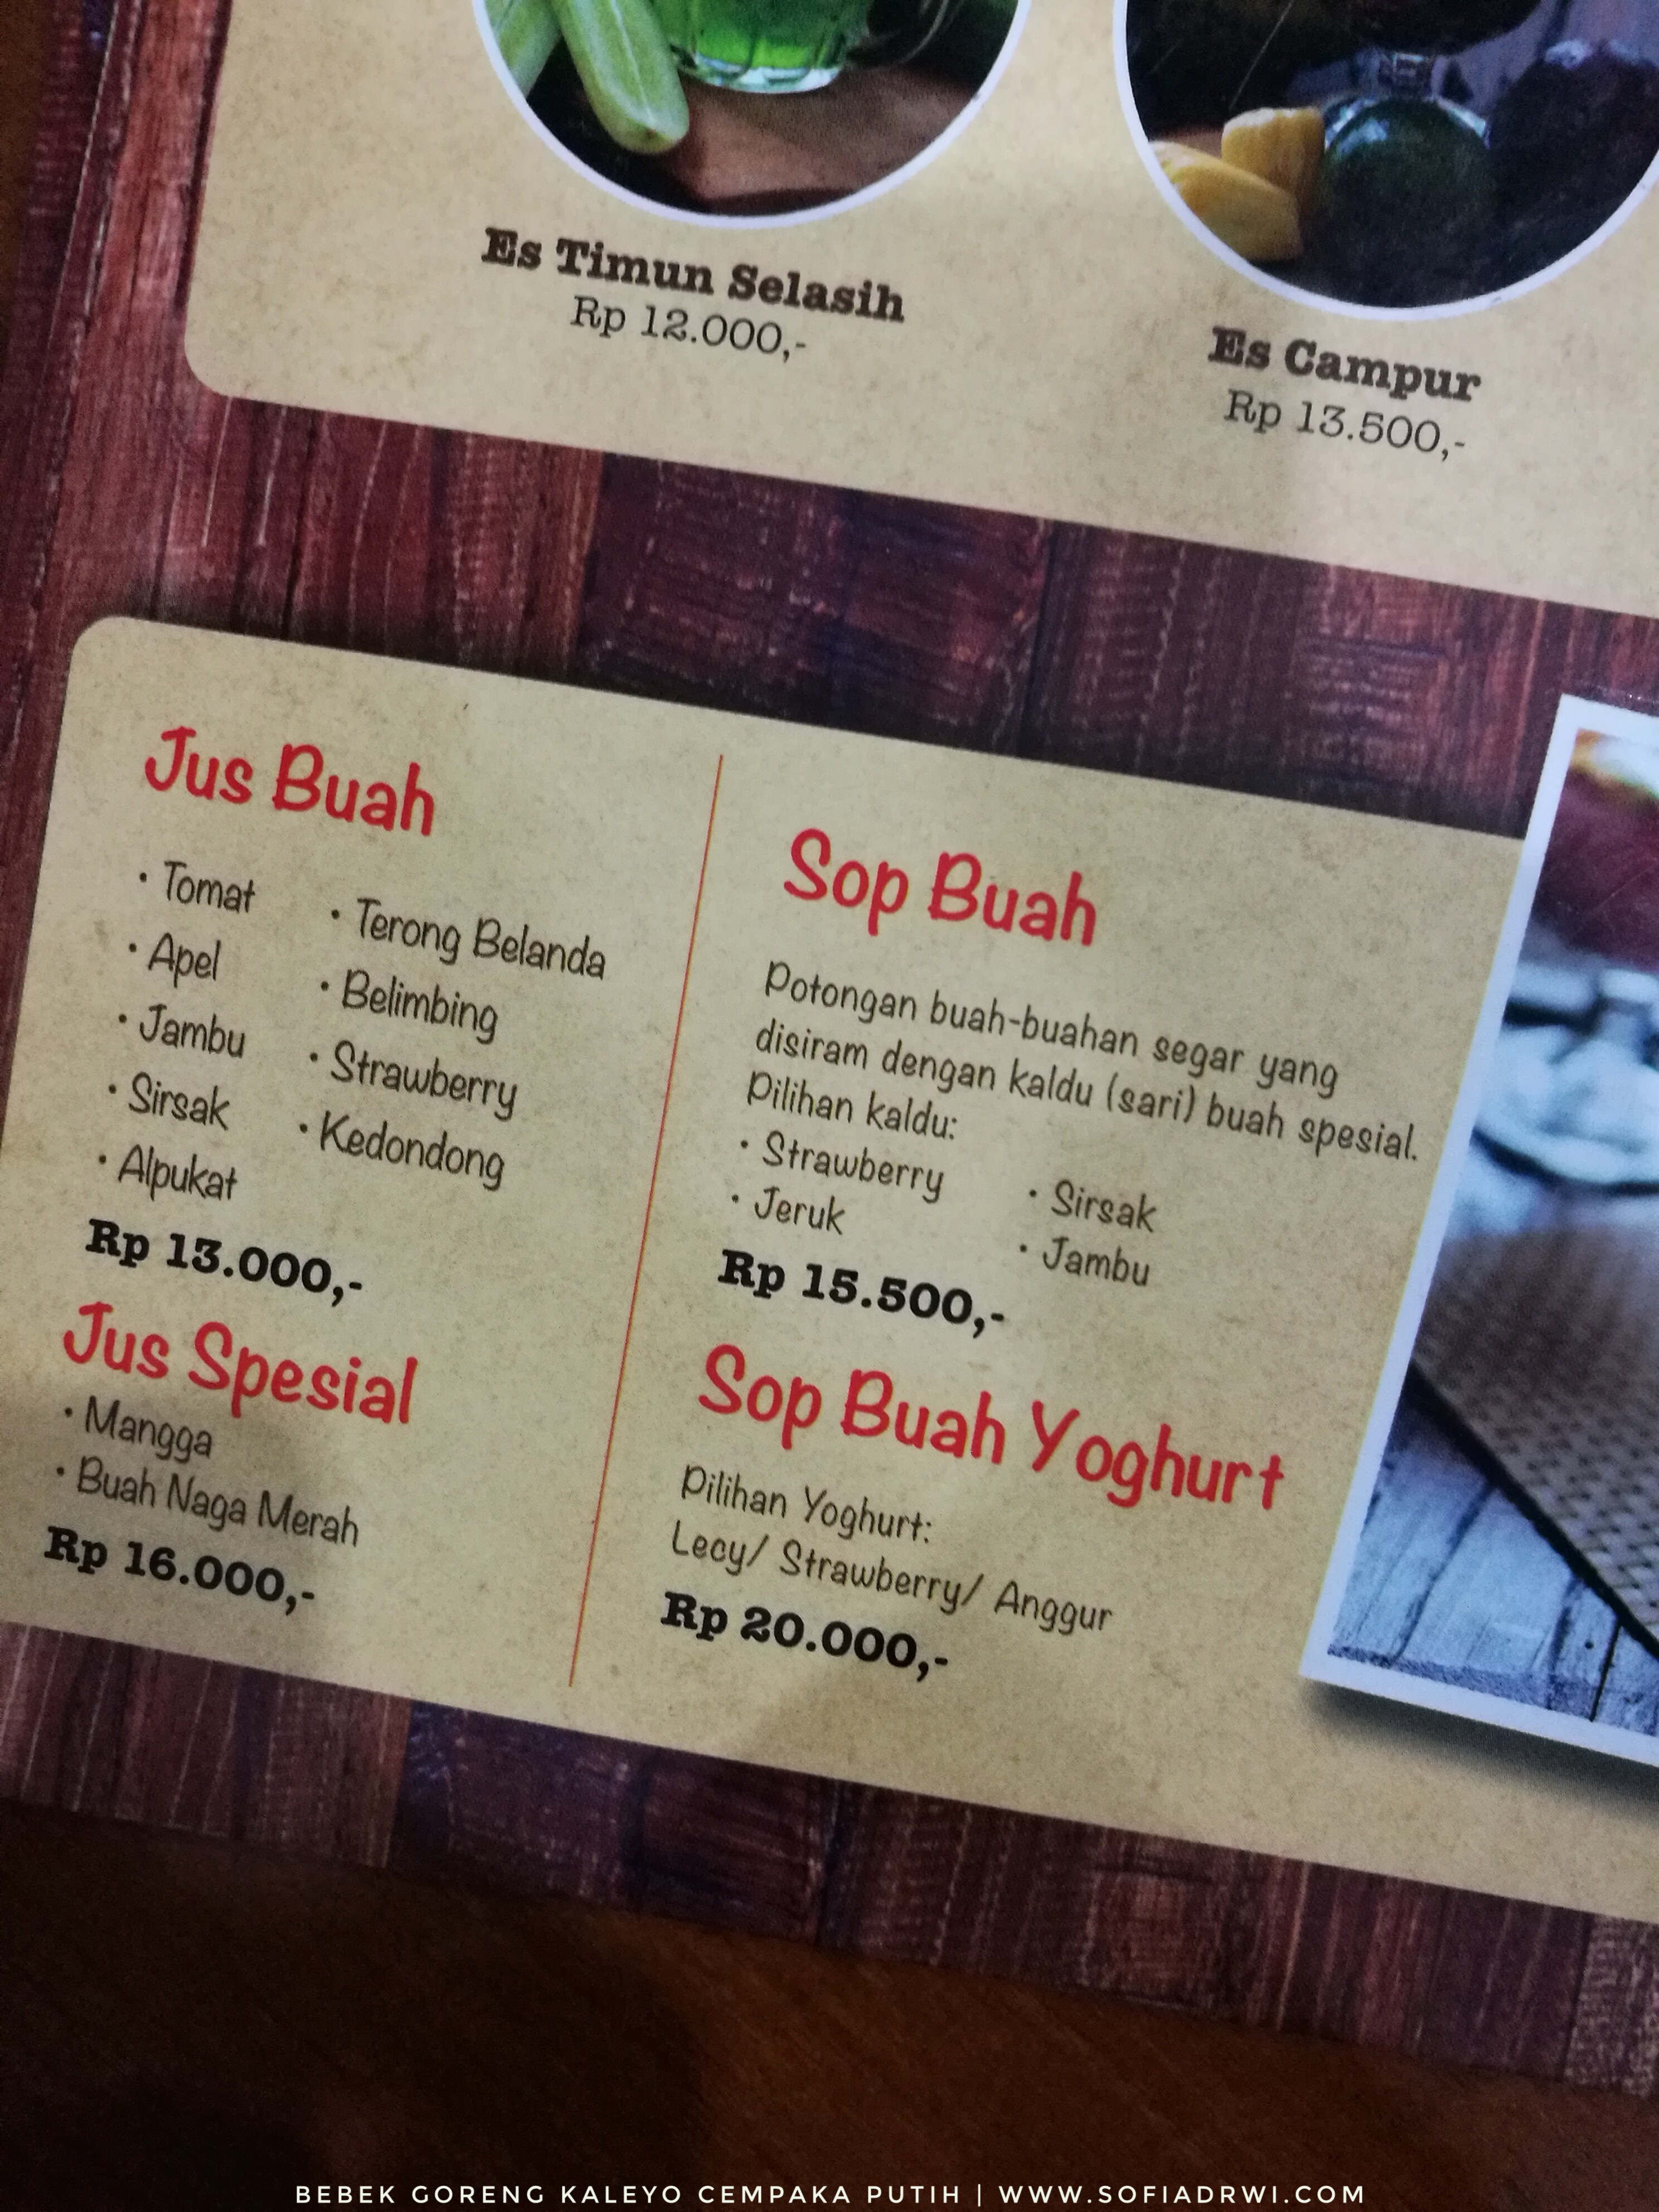 Es Timun Selasih
Rp 12.000,-
Es Campur
Rp 13.500,-
Jus Buah
• Tomat
• Apel
• Jambu
• Sirsak
• Alpukat
• Terong Belanda
• Belimbing
• Strawberry
• Kedondong
Rp 13.000,-
Jus Spesial
• Mangga
• Buah Naga Merah
Rp 16.000,-
Sop Buah
Potongan buah-buahan segar yang
disiram dengan kaldu (sari) buah spesial.
Pilihan kaldu:
• Strawberry
• Jeruk
• Sirsak
• Jambu
Rp 15.500,-
Sop Buah Yoghurt
Pilihan Yoghurt:
Lecy/ Strawberry/ Anggur
Rp 20.000,-
BEBEK GORENG KALEYO CEMPAKA PUTIH | WWW.SOFIADRWI.COM